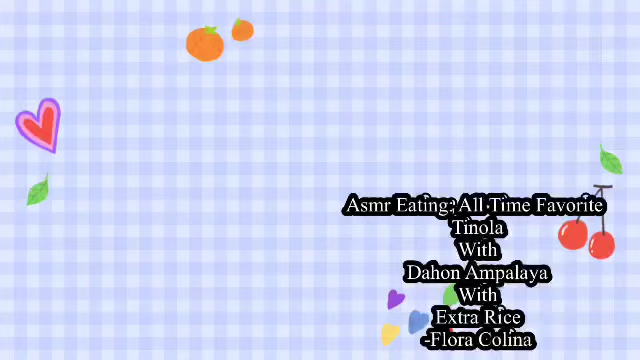 Asmr Eating: All Time Favorite
Tinola
With
Dahon Ampalaya
With
Extra Rice
-Flora Colina